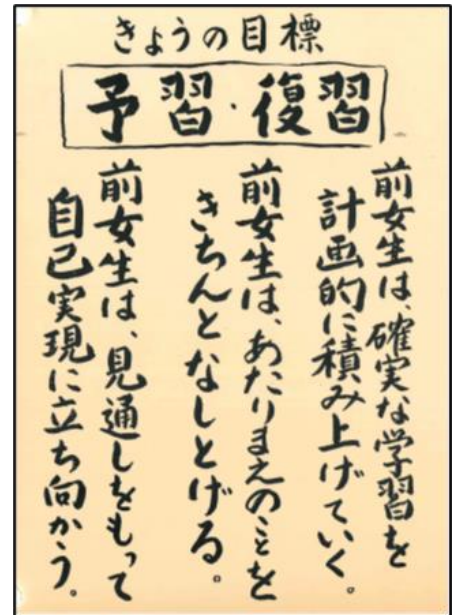 きょうの目標
予習・復習
前女生は、確実な学習を
計画的に積み上げていく。
前女生は、あたりまえのことを
きちんとなしとげる。
前女生は、見通しをもって
自己実現に立ち向かう。